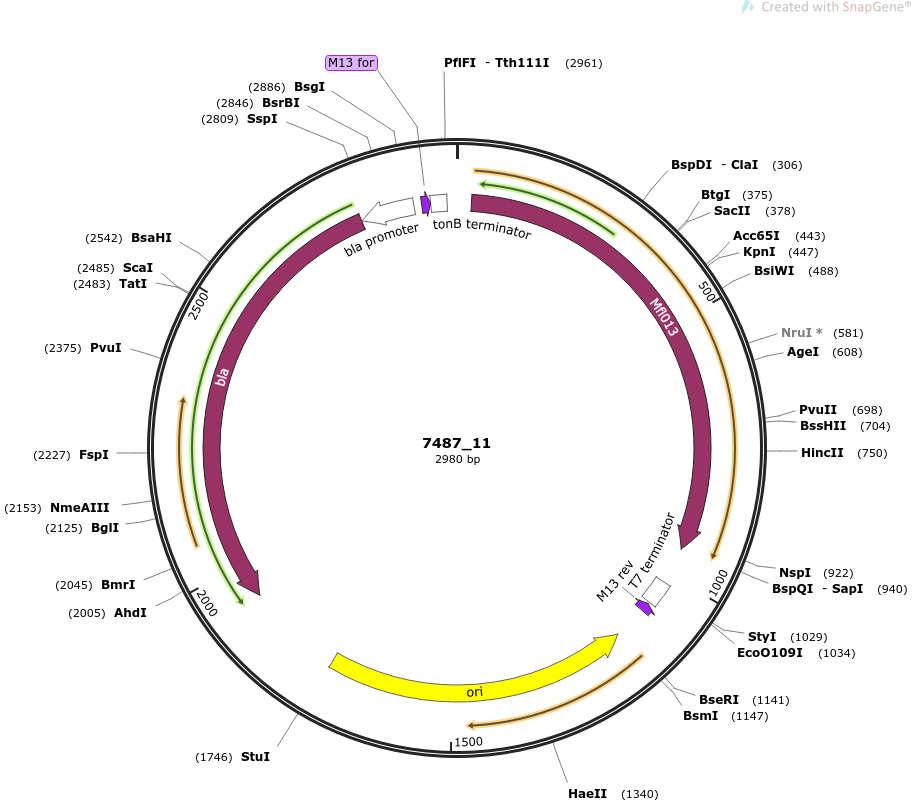 Created with SnapGene®
M13 for
PflFI - Tth111I (2961)
(2886) BsgI
(2846) BsrBI
(2809) SspI
BspDI - ClaI (306)
BtgI (375)
SacII (378)
Acc65I (443)
KpnI (447)
BsiWI (488)
500
NruI * (581)
AgeI (608)
PvuII (698)
BssHII (704)
HincII (750)
NspI (922)
BspQI - SapI (940)
1000
StyI (1029)
EcoO109I (1034)
BseRI (1141)
BsmI (1147)
HaeII (1340)
1500
(1746) StuI
(2005) AhdI
2000
(2045) BmrI
(2125) BglI
(2153) NmeAIII
(2227) FspI
(2375) PvuI
(2483) TatI
(2485) ScaI
2500
(2542) BsaHI
bla promoter
tonB terminator
Mfl013
T7 terminator
M13 rev
ori
bla
7487_11
2980 bp